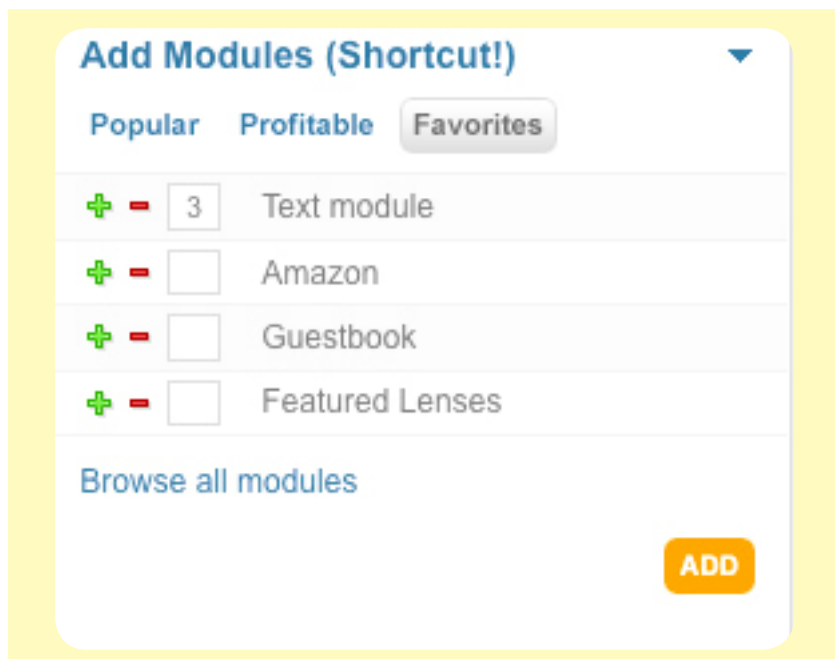 Add Modules (Shortcut!)
Popular Profitable Favorites
3 Text module
Amazon
Guestbook
Featured Lenses
Browse all modules
ADD